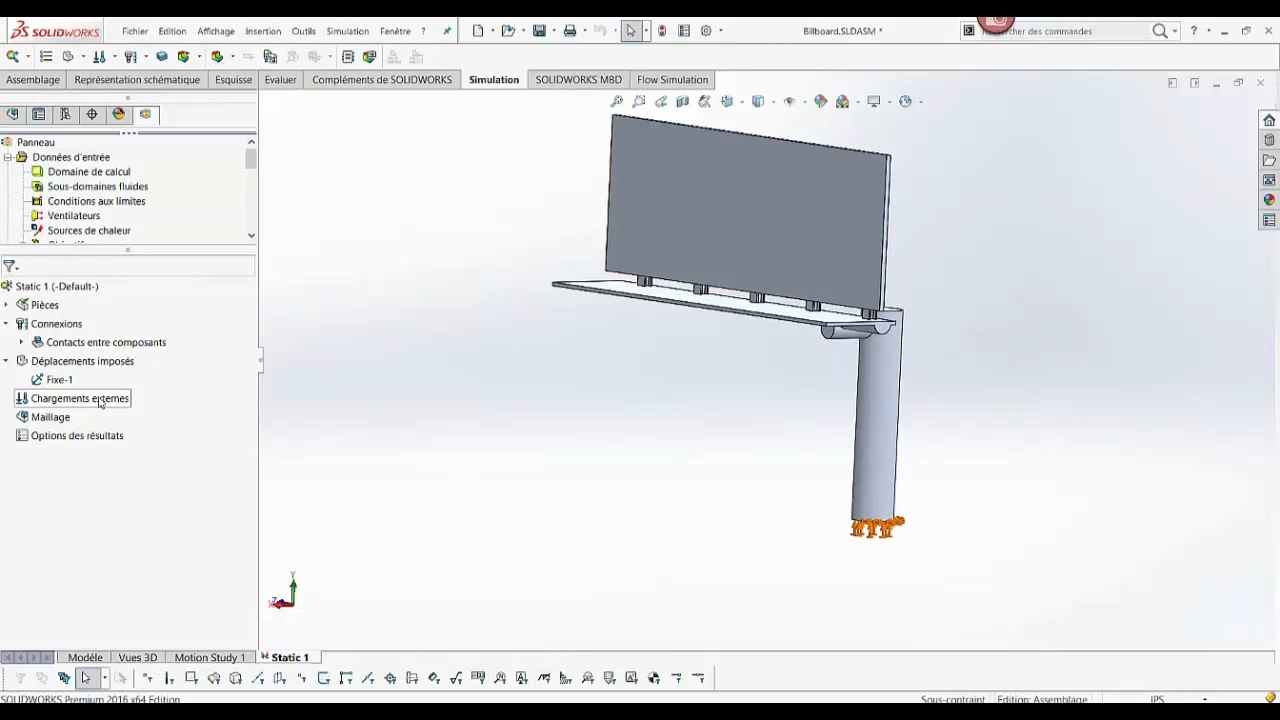 SOLIDWORKS Fichier Edition Affichage Insertion Outils Simulation Fenêtre ? Billboard.SLDASM * des commandes ?
Assemblage Représentation schématique Esquisse Evaluer Compléments de SOLIDWORKS Simulation SOLIDWORKS MBD Flow Simulation
Panneau
Données d'entrée
Domaine de calcul
Sous-domaines fluides
Conditions aux limites
Ventilateurs
Sources de chaleur
Static 1 (-Default-)
Pièces
Connexions
Contacts entre composants
Déplacements imposés
Fixe-1
Chargements externes
Maillage
Options des résultats
Y
Z
Modèle Vues 3D Motion Study 1 Static 1
SOLIDWORKS Premium 2016 x64 Edition Sous-contraint Edition: Assemblage IPS